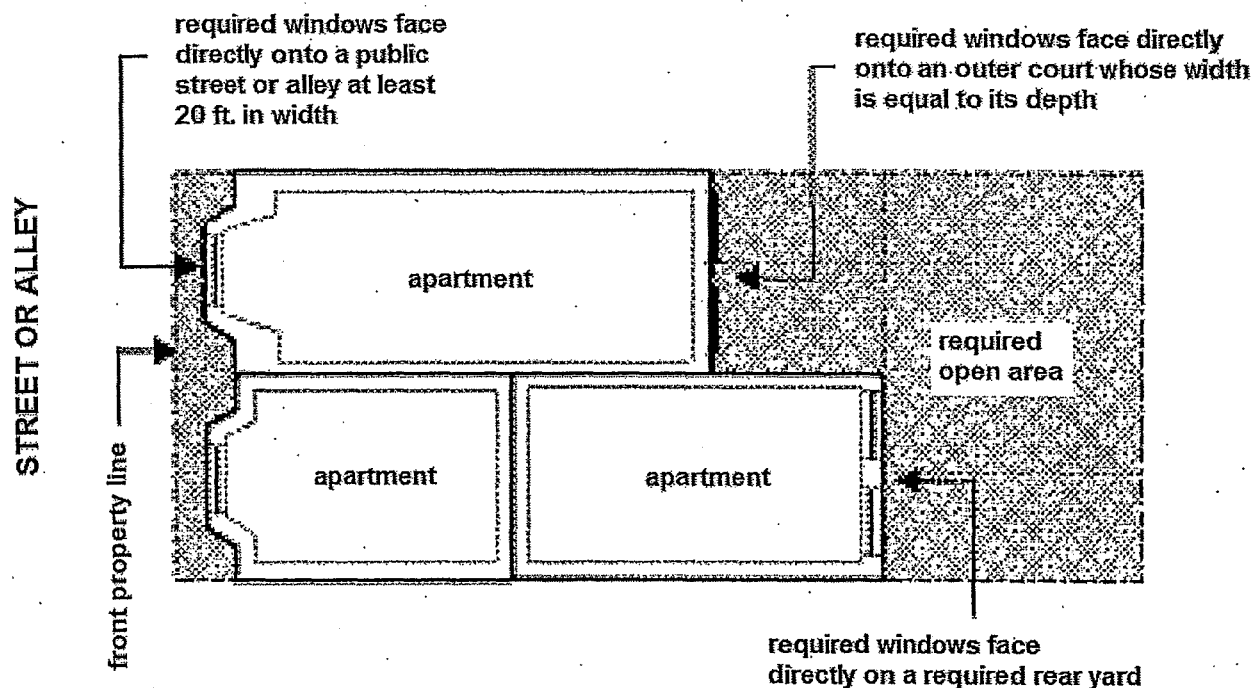 required windows face
directly onto a public
street or alley at least
20 ft. in width
required windows face directly
onto an outer court whose width
is equal to its depth
STREET OR ALLEY
apartment
required
open area
apartment
apartment
front property line
required windows face
directly on a required rear yard